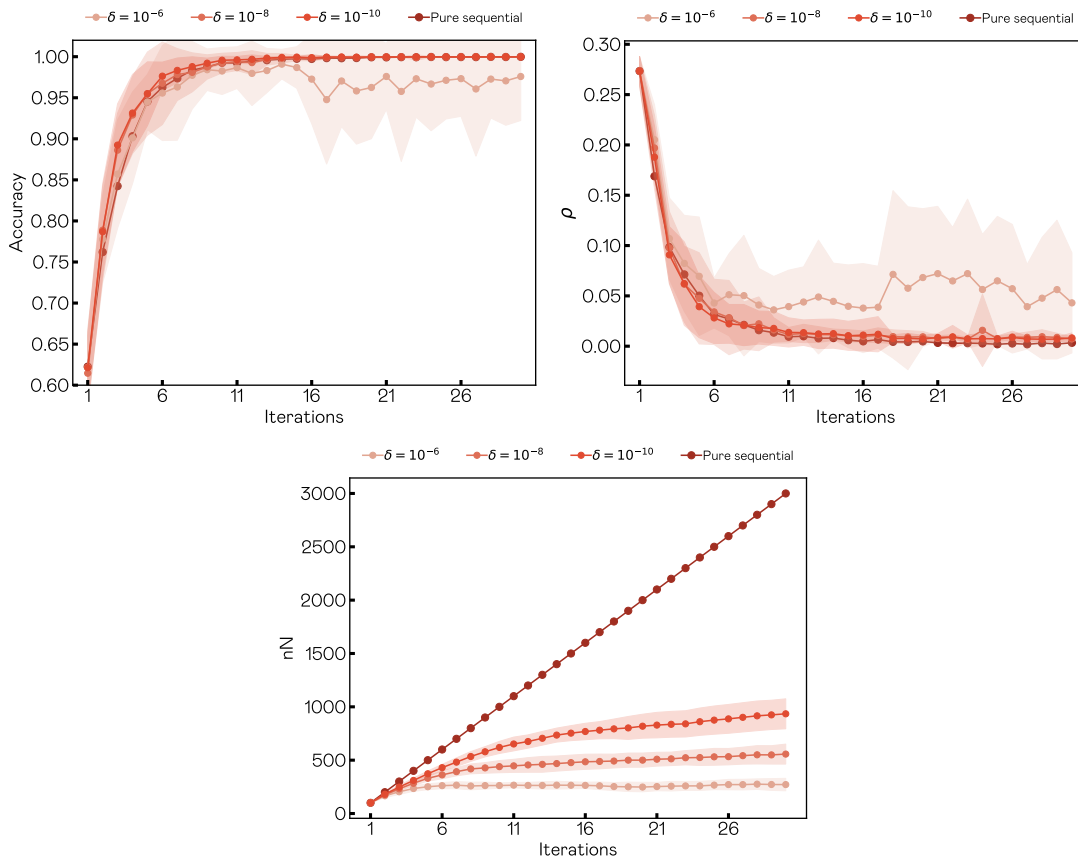 δ = 10⁻⁶ δ = 10⁻⁸ δ = 10⁻¹⁰ Pure sequential
1.00
0.95
0.90
0.85
0.80
0.75
0.70
0.65
0.60
Accuracy
1 6 11 16 21 26
Iterations
δ = 10⁻⁶ δ = 10⁻⁸ δ = 10⁻¹⁰ Pure sequential
0.30
0.25
0.20
0.15
0.10
0.05
0.00
ρ
1 6 11 16 21 26
Iterations
δ = 10⁻⁶ δ = 10⁻⁸ δ = 10⁻¹⁰ Pure sequential
3000
2500
2000
1500
1000
500
0
nN
1 6 11 16 21 26
Iterations